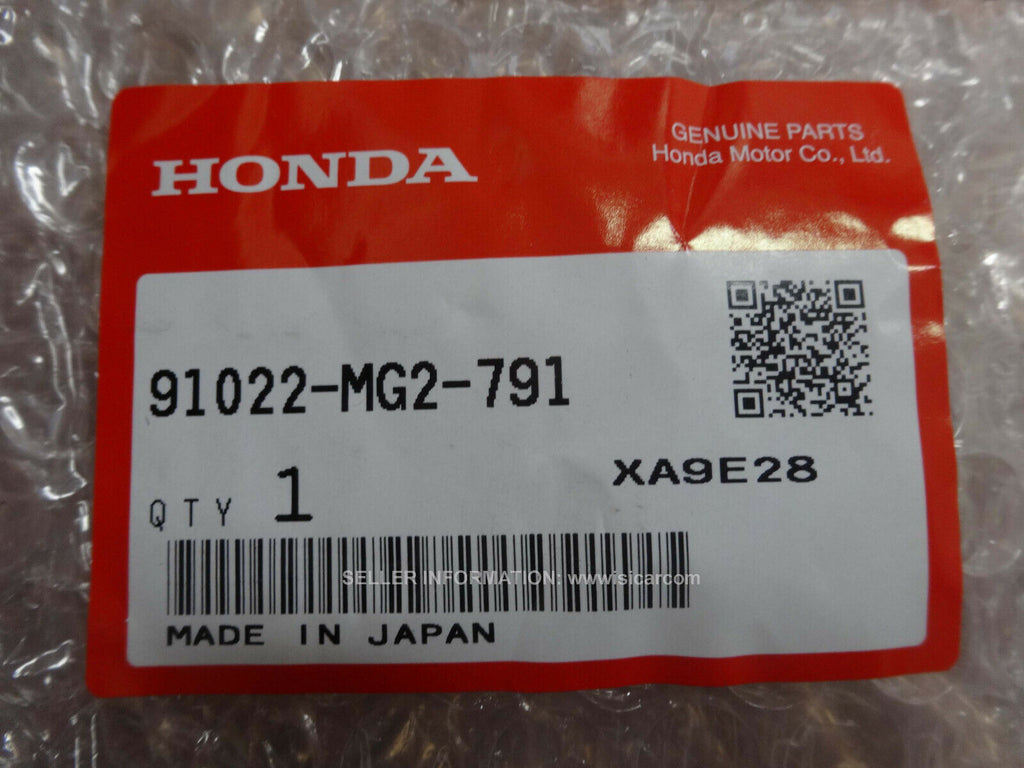 HONDA
GENUINE PARTS
Honda Motor Co., Ltd.
91022-MG2-791
XA9E28
QTY 1
SELLER INFORMATION: www.isicar.com
MADE IN JAPAN